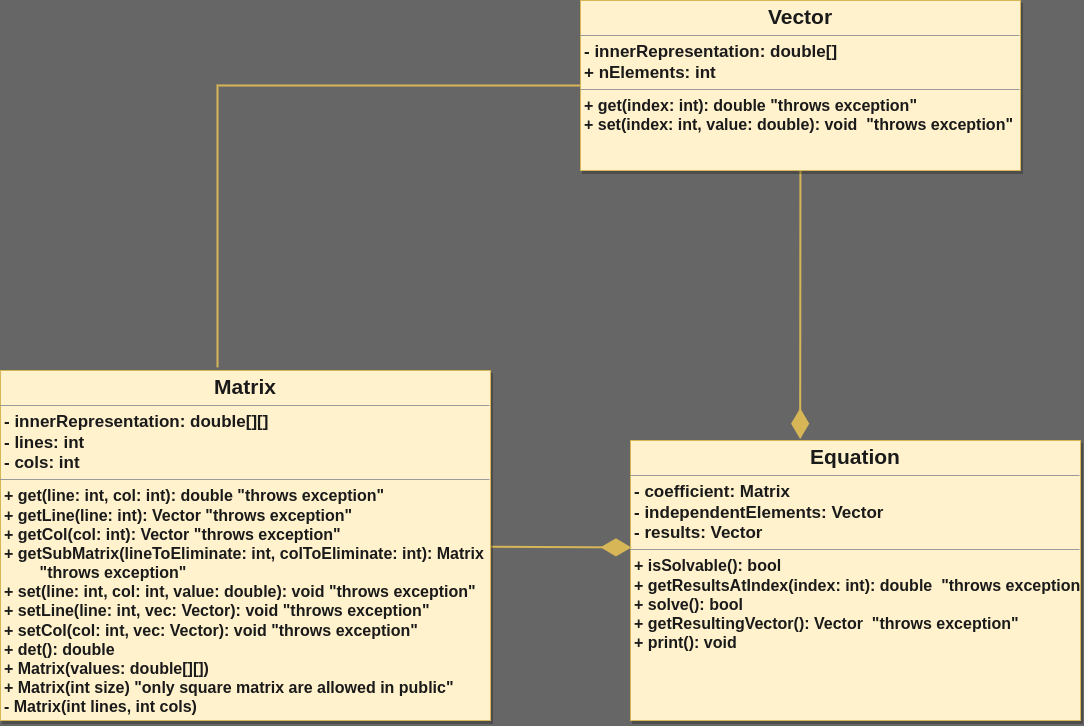 Vector
- innerRepresentation: double[]
+ nElements: int
+ get(index: int): double "throws exception"
+ set(index: int, value: double): void  "throws exception"
Matrix
- innerRepresentation: double[][]
- lines: int
- cols: int
+ get(line: int, col: int): double "throws exception"
+ getLine(line: int): Vector "throws exception"
+ getCol(col: int): Vector "throws exception"
+ getSubMatrix(lineToEliminate: int, colToEliminate: int): Matrix
"throws exception"
+ set(line: int, col: int, value: double): void "throws exception"
+ setLine(line: int, vec: Vector): void "throws exception"
+ setCol(col: int, vec: Vector): void "throws exception"
+ det(): double
+ Matrix(values: double[][])
+ Matrix(int size) "only square matrix are allowed in public"
- Matrix(int lines, int cols)
Equation
- coefficient: Matrix
- independentElements: Vector
- results: Vector
+ isSolvable(): bool
+ getResultsAtIndex(index: int): double  "throws exception
+ solve(): bool
+ getResultingVector(): Vector  "throws exception"
+ print(): void